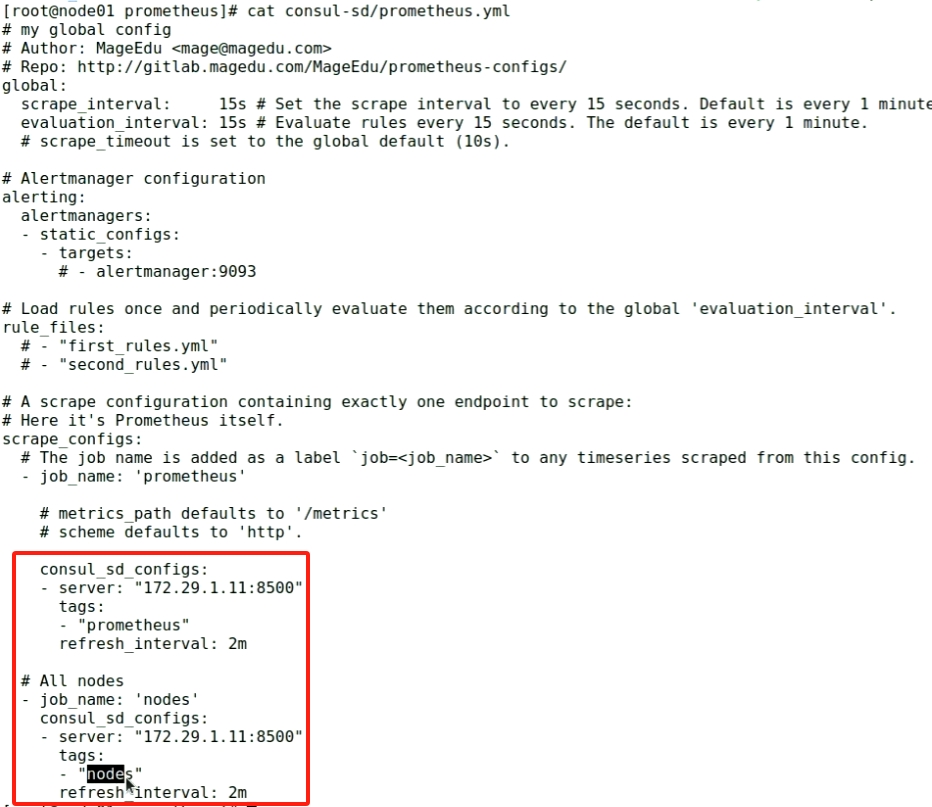 [root@node01 prometheus]# cat consul-sd/prometheus.yml
# my global config
# Author: MageEdu <mage@magedu.com>
# Repo: http://gitlab.magedu.com/MageEdu/prometheus-configs/
global:
  scrape_interval:     15s # Set the scrape interval to every 15 seconds. Default is every 1 minute
  evaluation_interval: 15s # Evaluate rules every 15 seconds. The default is every 1 minute.
  # scrape_timeout is set to the global default (10s).

# Alertmanager configuration
alerting:
  alertmanagers:
  - static_configs:
    - targets:
      # - alertmanager:9093

# Load rules once and periodically evaluate them according to the global 'evaluation_interval'.
rule_files:
  # - "first_rules.yml"
  # - "second_rules.yml"

# A scrape configuration containing exactly one endpoint to scrape:
# Here it's Prometheus itself.
scrape_configs:
  # The job name is added as a label `job=<job_name>` to any timeseries scraped from this config.
  - job_name: 'prometheus'

    # metrics_path defaults to '/metrics'
    # scheme defaults to 'http'.

    consul_sd_configs:
    - server: "172.29.1.11:8500"
      tags:
      - "prometheus"
      refresh_interval: 2m

  # All nodes
  - job_name: 'nodes'
    consul_sd_configs:
    - server: "172.29.1.11:8500"
      tags:
      - "nodes"
      refresh_interval: 2m